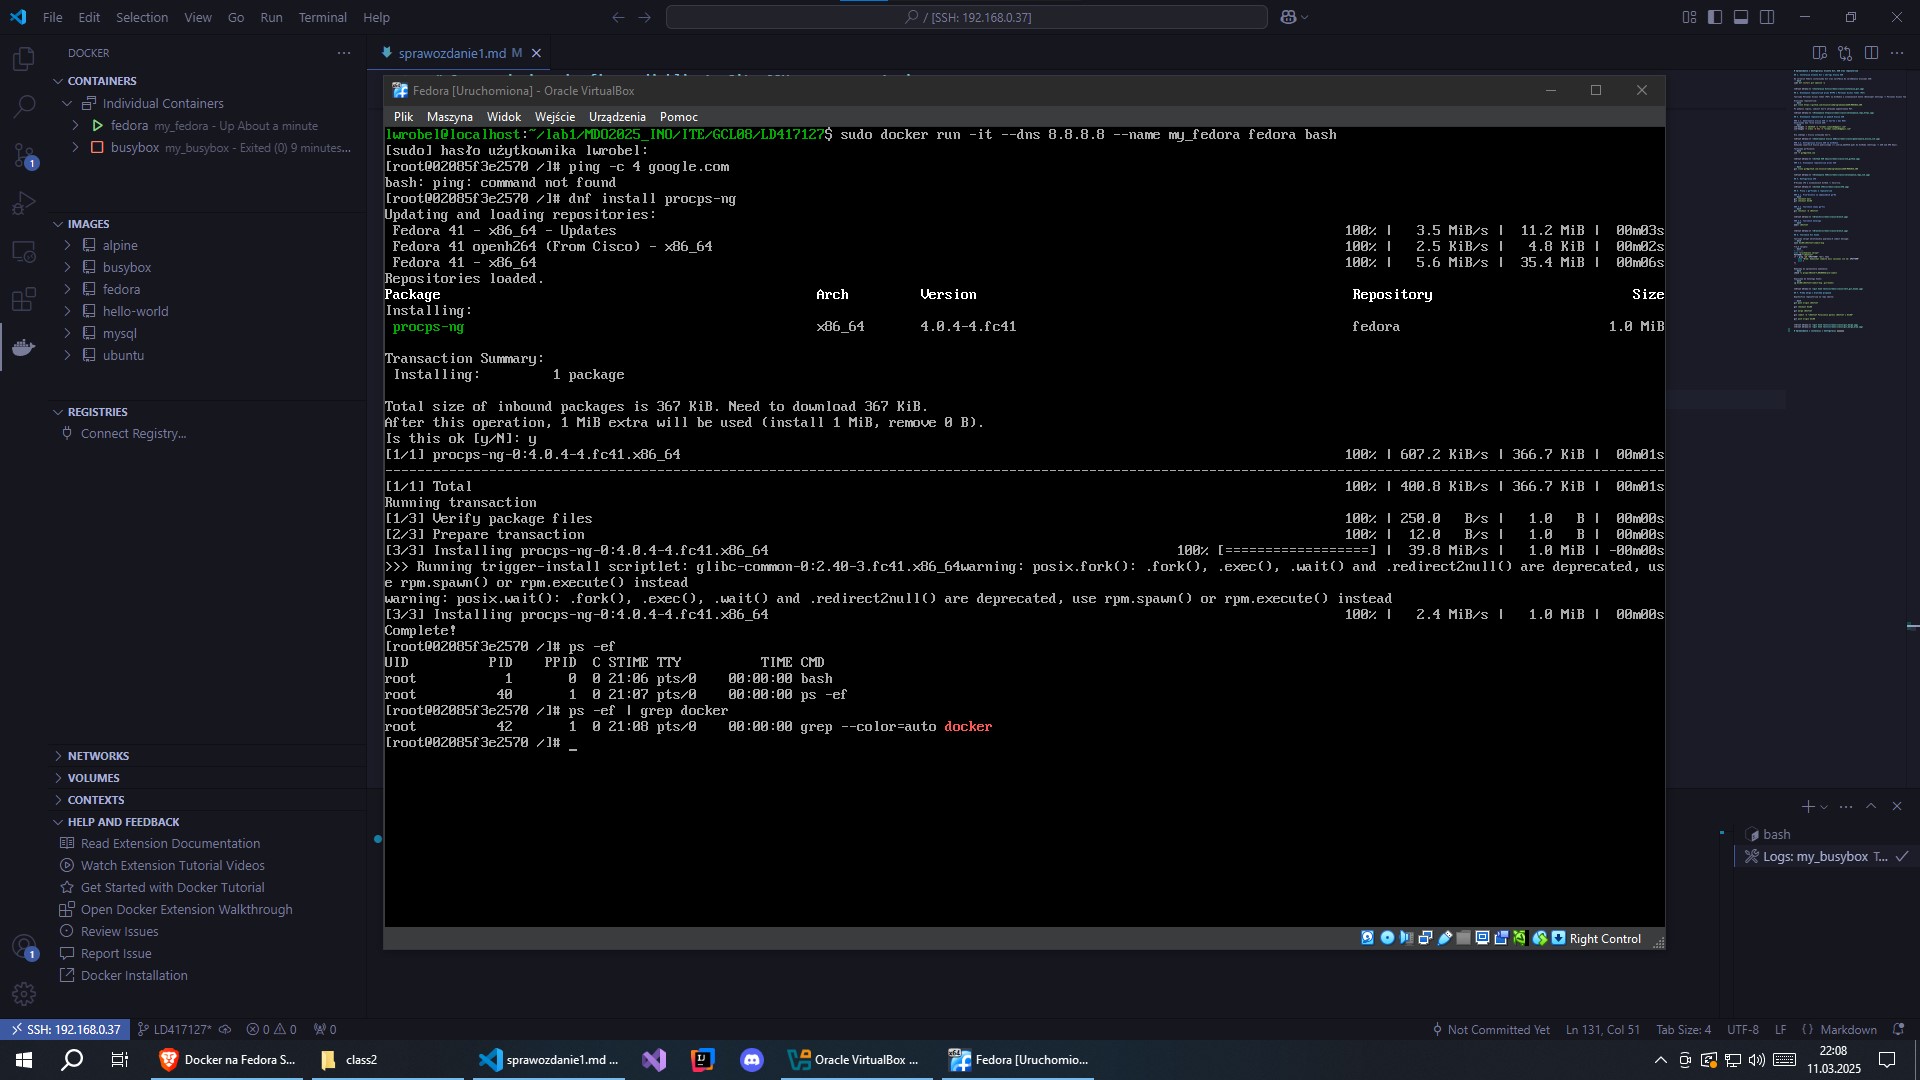 File Edit Selection View Go Run Terminal Help
/ [SSH: 192.168.0.37]
DOCKER
sprawozdanie1.md M
CONTAINERS
Individual Containers
fedora my_fedora - Up About a minute
busybox my_busybox - Exited (0) 9 minutes...
IMAGES
alpine
busybox
fedora
hello-world
mysql
ubuntu
REGISTRIES
Connect Registry...
NETWORKS
VOLUMES
CONTEXTS
HELP AND FEEDBACK
Read Extension Documentation
Watch Extension Tutorial Videos
Get Started with Docker Tutorial
Open Docker Extension Walkthrough
Review Issues
Report Issue
Docker Installation
1
1
Fedora [Uruchomiona] - Oracle VirtualBox
Plik Maszyna Widok Wejście Urządzenia Pomoc
lwrobel@localhost:~/lab1/MDO2025_INO/ITE/GCL08/LD417127$ sudo docker run -it --dns 8.8.8.8 --name my_fedora fedora bash
[sudo] hasło użytkownika lwrobel:
[root@02085f3e2570 /]# ping -c 4 google.com
bash: ping: command not found
[root@02085f3e2570 /]# dnf install procps-ng
Updating and loading repositories:
Fedora 41 - x86_64 - Updates 100% | 3.5 MiB/s | 11.2 MiB | 00m03s
Fedora 41 openh264 (From Cisco) - x86_64 100% | 2.5 KiB/s | 4.8 KiB | 00m02s
Fedora 41 - x86_64 100% | 5.6 MiB/s | 35.4 MiB | 00m06s
Repositories loaded.
Package Arch Version Repository Size
Installing:
procps-ng x86_64 4.0.4-4.fc41 fedora 1.0 MiB
Transaction Summary:
Installing: 1 package
Total size of inbound packages is 367 KiB. Need to download 367 KiB.
After this operation, 1 MiB extra will be used (install 1 MiB, remove 0 B).
Is this ok [y/N]: y
[1/1] procps-ng-0:4.0.4-4.fc41.x86_64 100% | 607.2 KiB/s | 366.7 KiB | 00m01s
--------------------------------------------------------------------------------
[1/1] Total 100% | 400.8 KiB/s | 366.7 KiB | 00m01s
Running transaction
[1/3] Verify package files 100% | 250.0 B/s | 1.0 B | 00m00s
[2/3] Prepare transaction 100% | 12.0 B/s | 1.0 B | 00m00s
[3/3] Installing procps-ng-0:4.0.4-4.fc41.x86_64 100% [==================] | 39.8 MiB/s | 1.0 MiB | -00m00s
>>> Running trigger-install scriptlet: glibc-common-0:2.40-3.fc41.x86_64warning: posix.fork(): .fork(), .exec(), .wait() and .redirect2null() are deprecated, us
e rpm.spawn() or rpm.execute() instead
warning: posix.wait(): .fork(), .exec(), .wait() and .redirect2null() are deprecated, use rpm.spawn() or rpm.execute() instead
[3/3] Installing procps-ng-0:4.0.4-4.fc41.x86_64 100% | 2.4 MiB/s | 1.0 MiB | 00m00s
Complete!
[root@02085f3e2570 /]# ps -ef
UID PID PPID C STIME TTY TIME CMD
root 1 0 0 21:06 pts/0 00:00:00 bash
root 40 1 0 21:07 pts/0 00:00:00 ps -ef
[root@02085f3e2570 /]# ps -ef | grep docker
root 42 1 0 21:08 pts/0 00:00:00 grep --color=auto docker
[root@02085f3e2570 /]# _
Right Control
bash
Logs: my_busybox T...
SSH: 192.168.0.37 LD417127* 0 0 0 Not Committed Yet Ln 131, Col 51 Tab Size: 4 UTF-8 LF {} Markdown
Docker na Fedora S... class2 sprawozdanie1.md ... Oracle VirtualBox ... Fedora [Uruchomio...
22:08
11.03.2025